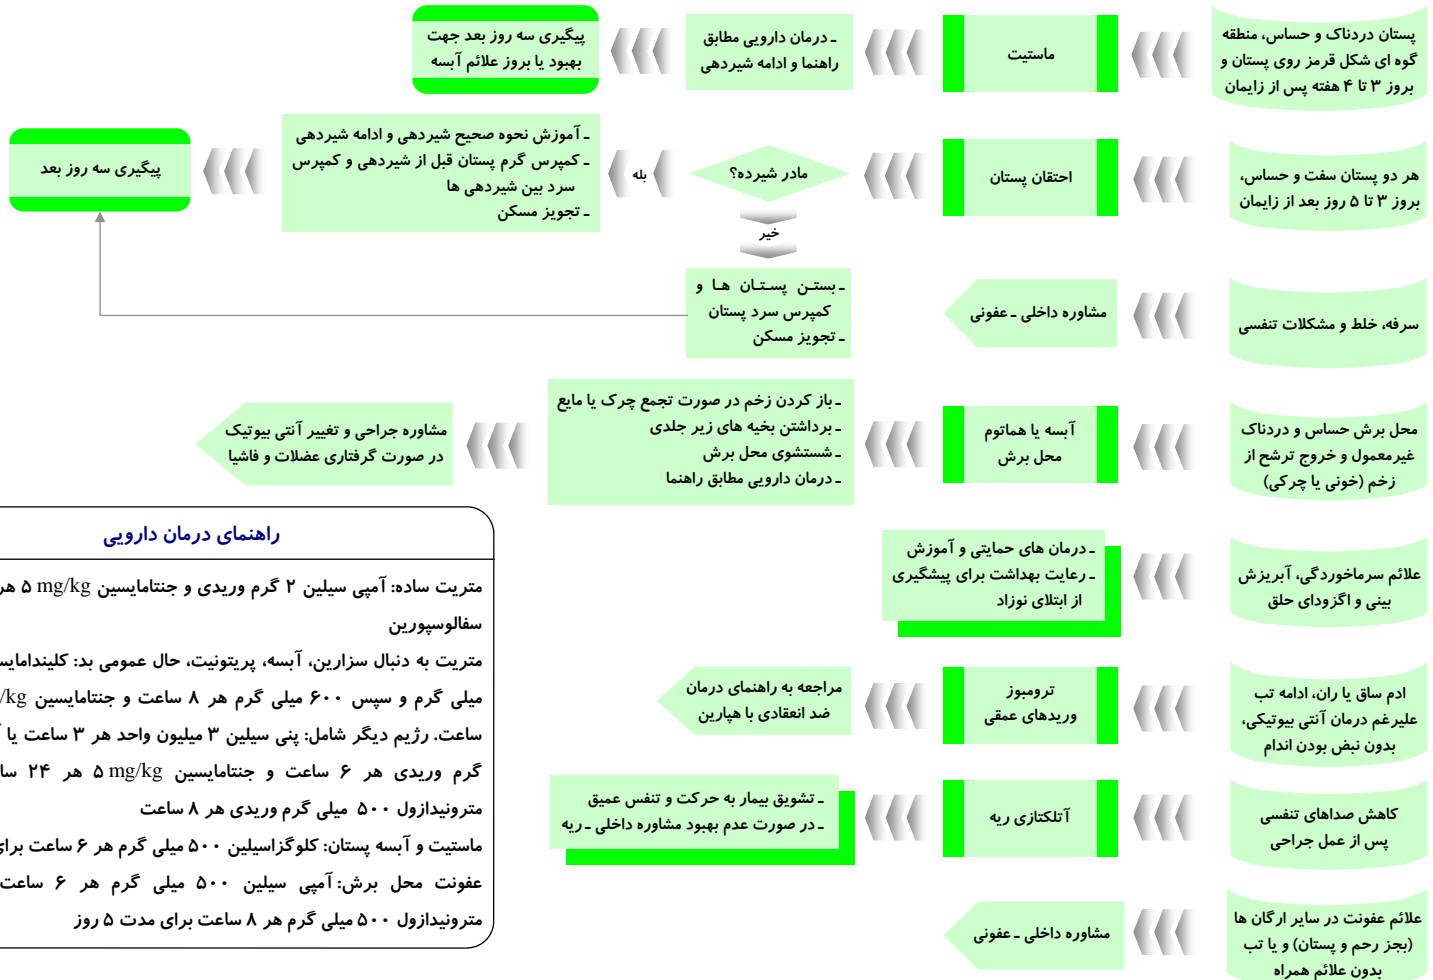 پستان دردناک و حساس، منطقه
گوه ای شکل قرمز روی پستان و
بروز ۳ تا ۴ هفته پس از زایمان
ماستیت
ـ درمان دارویی مطابق
راهنما و ادامه شیردهی
پیگیری سه روز بعد جهت
بهبود یا بروز علائم آبسه
هر دو پستان سفت و حساس،
بروز ۳ تا ۵ روز بعد از زایمان
احتقان پستان
مادر شیرده؟
بله
ـ آموزش نحوه صحیح شیردهی و ادامه شیردهی
ـ کمپرس گرم پستان قبل از شیردهی و کمپرس
سرد بین شیردهی ها
ـ تجویز مسکن
پیگیری سه روز بعد
خیر
ـ بستن پستان ها و
کمپرس سرد پستان
ـ تجویز مسکن
سرفه، خلط و مشکلات تنفسی
مشاوره داخلی ـ عفونی
محل برش حساس و دردناک
غیرمعمول و خروج ترشح از
زخم (خونی یا چرکی)
آبسه یا هماتوم
محل برش
ـ باز کردن زخم در صورت تجمع چرک یا مایع
ـ برداشتن بخیه های زیر جلدی
ـ شستشوی محل برش
ـ درمان دارویی مطابق راهنما
مشاوره جراحی و تغییر آنتی بیوتیک
در صورت گرفتاری عضلات و فاشیا
علائم سرماخوردگی، آبریزش
بینی و اگزودای حلق
ـ درمان های حمایتی و آموزش
ـ رعایت بهداشت برای پیشگیری
از ابتلای نوزاد
ادم ساق یا ران، ادامه تب
علیرغم درمان آنتی بیوتیکی،
بدون نبض بودن اندام
ترومبوز
وریدهای عمقی
مراجعه به راهنمای درمان
ضد انعقادی با هپارین
کاهش صداهای تنفسی
پس از عمل جراحی
آتلکتازی ریه
ـ تشویق بیمار به حرکت و تنفس عمیق
ـ در صورت عدم بهبود مشاوره داخلی ـ ریه
علائم عفونت در سایر ارگان ها
(بجز رحم و پستان) و یا تب
بدون علائم همراه
مشاوره داخلی ـ عفونی
راهنمای درمان دارویی
متریت ساده: آمپی سیلین ۲ گرم وریدی و جنتامایسین mg/kg ۵ هر
سفالوسپورین
متریت به دنبال سزارین، آبسه، پریتونیت، حال عمومی بد:
میلی گرم و سپس ۶۰۰ میلی گرم هر ۸ ساعت و جنتامایسین /kg
ساعت. رژیم دیگر شامل: پنی سیلین ۳ میلیون واحد هر ۳ ساعت یا
گرم وریدی هر ۶ ساعت و جنتامایسین mg/kg ۵ هر ۲۴
مترونیدازول ۵۰۰ میلی گرم وریدی هر ۸ ساعت
ماستیت و آبسه پستان: کلوگزاسیلین ۵۰۰ میلی گرم هر ۶ ساعت
عفونت محل برش: آمپی سیلین ۵۰۰ میلی گرم هر ۶ ساعت
مترونیدازول ۵۰۰ میلی گرم هر ۸ ساعت برای مدت ۵ روز